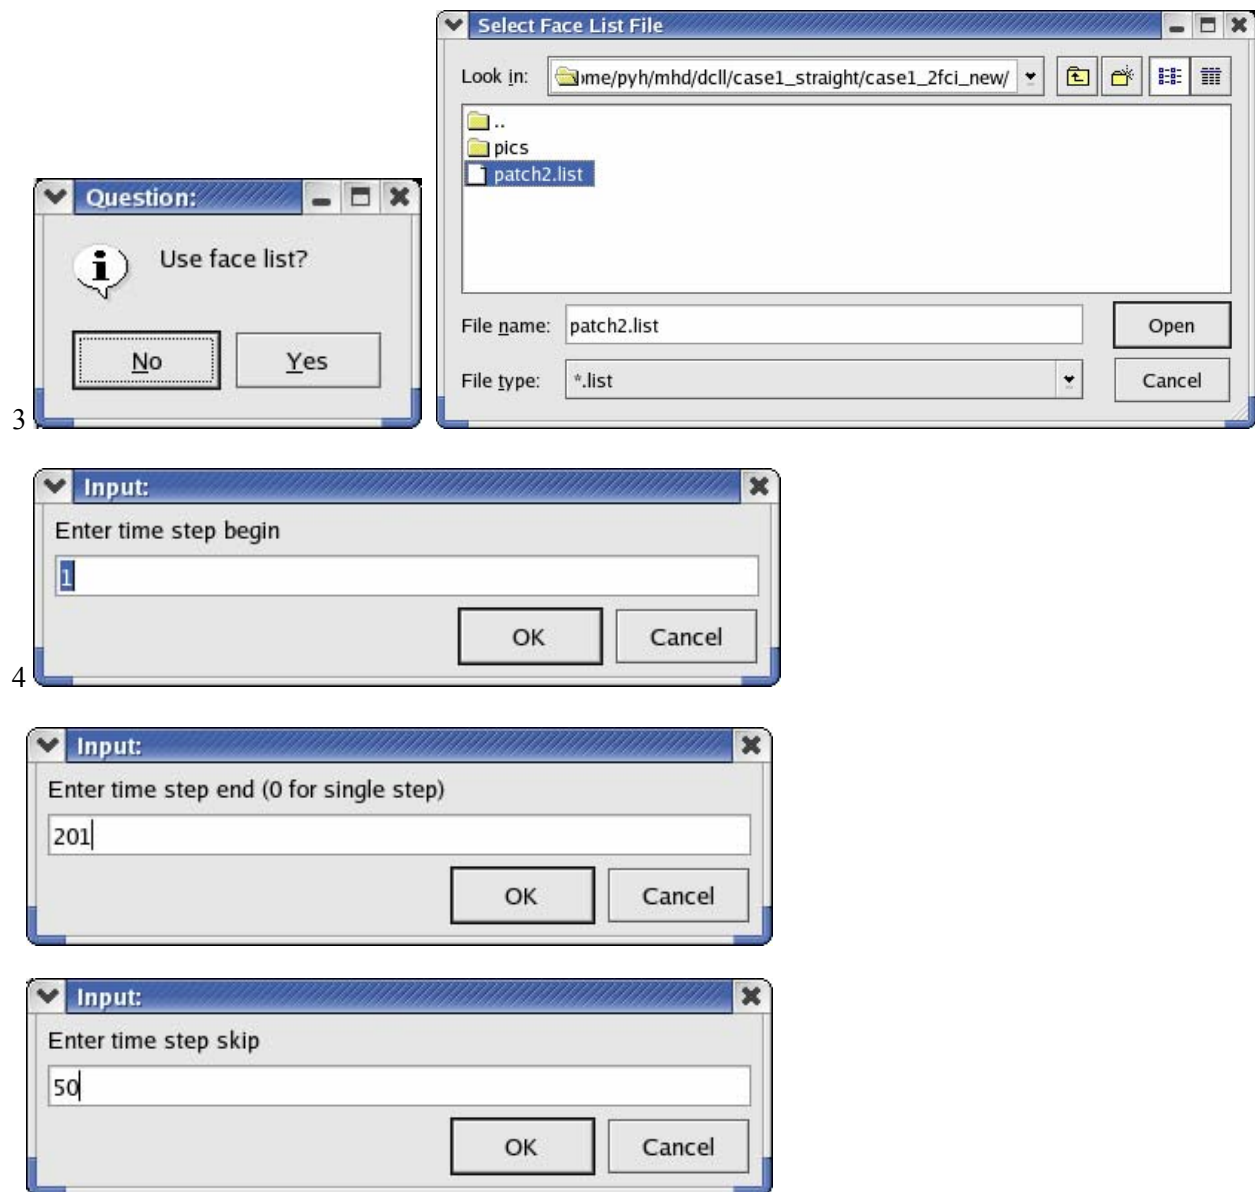 Select Face List File
Look in: ome/pyh/mhd/dcll/case1_straight/case1_2fci_new/
..
pics
patch2.list
File name: patch2.list Open
File type: *.list Cancel
Question:
Use face list?
No Yes
3
Input:
Enter time step begin
1
OK Cancel
4
Input:
Enter time step end (0 for single step)
201
OK Cancel
Input:
Enter time step skip
50
OK Cancel